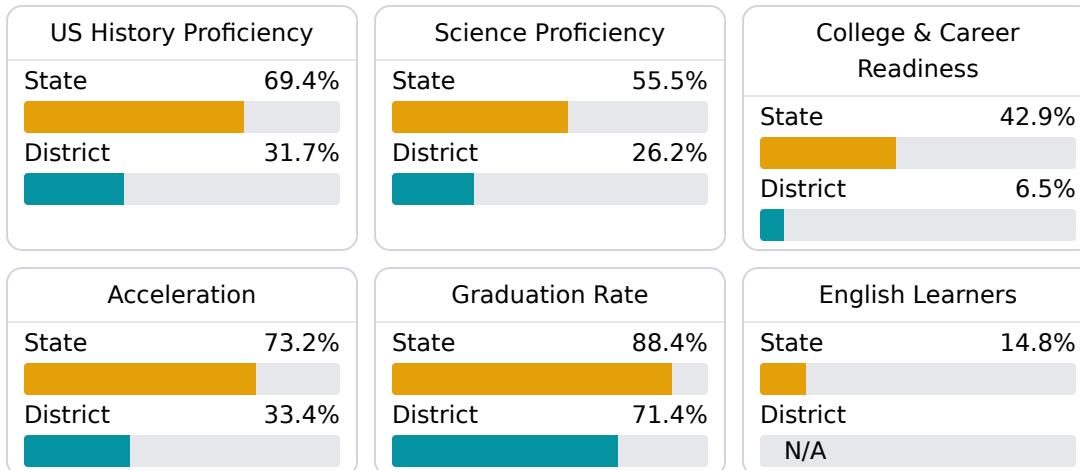 US History Proficiency
State 69.4%
District 31.7%
Science Proficiency
State 55.5%
District 26.2%
College & Career
Readiness
State 42.9%
District 6.5%
Acceleration
State 73.2%
District 33.4%
Graduation Rate
State 88.4%
District 71.4%
English Learners
State 14.8%
District
N/A